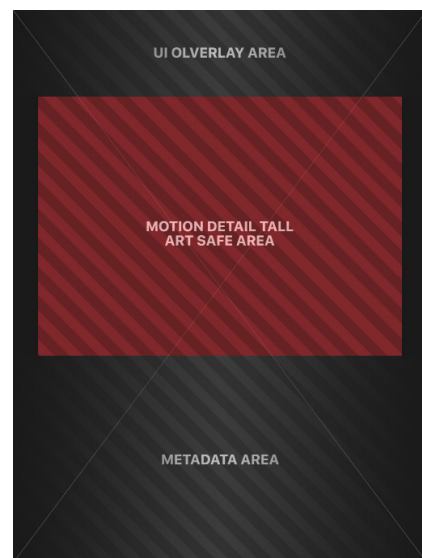 UI OLVERLAY AREA
MOTION DETAIL TALL
ART SAFE AREA
METADATA AREA